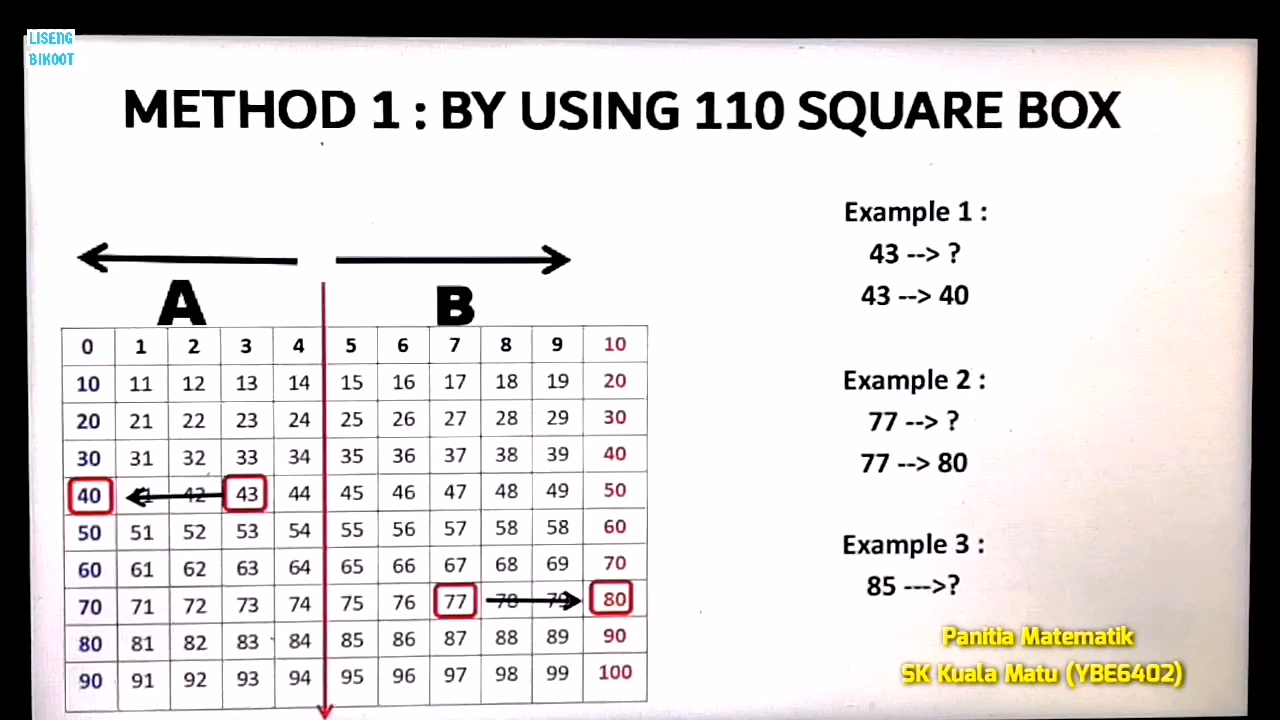 LISENG
BIKOOT
METHOD 1 : BY USING 110 SQUARE BOX
A B
0 1 2 3 4 5 6 7 8 9 10
10 11 12 13 14 15 16 17 18 19 20
20 21 22 23 24 25 26 27 28 29 30
30 31 32 33 34 35 36 37 38 39 40
40 41 42 43 44 45 46 47 48 49 50
50 51 52 53 54 55 56 57 58 58 60
60 61 62 63 64 65 66 67 68 69 70
70 71 72 73 74 75 76 77 78 79 80
80 81 82 83 84 85 86 87 88 89 90
90 91 92 93 94 95 96 97 98 99 100
Example 1 :
43 --> ?
43 --> 40
Example 2 :
77 --> ?
77 --> 80
Example 3 :
85 --->?
Panitia Matematik
SK Kuala Matu (YBE6402)